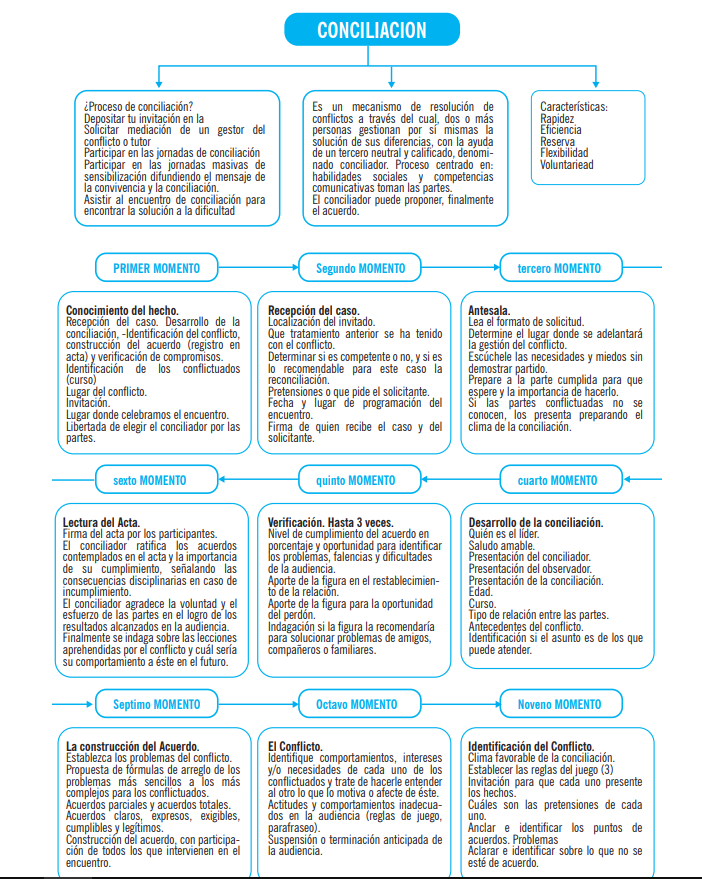 CONCILIACION
¿Proceso de conciliación?
Depositar tu invitación en la
Solicitar mediación de un gestor del
conflicto o tutor
Participar en las jornadas de conciliación
Participar en las jornadas masivas de
sensibilización difundiendo el mensaje de
la convivencia y la conciliación.
Asistir al encuentro de conciliación para
encontrar la solución a la dificultad
Es un mecanismo de resolución de
conflictos a través del cual, dos o más
personas gestionan por sí mismas la
solución de sus diferencias, con la ayuda
de un tercero neutral y calificado, denomi-
nado conciliador. Proceso centrado en:
habilidades sociales y competencias
comunicativas toman las partes.
El conciliador puede proponer, finalmente
el acuerdo.
Características:
Rapidez
Eficiencia
Reserva
Flexibilidad
Voluntariead
PRIMER MOMENTO
Segundo MOMENTO
tercero MOMENTO
Conocimiento del hecho.
Recepción del caso. Desarrollo de la
conciliación, -Identificación del conflicto,
construcción del acuerdo (registro en
acta) y verificación de compromisos.
Identificación de los conflictuados
(curso)
Lugar del conflicto.
Invitación.
Lugar donde celebramos el encuentro.
Libertada de elegir el conciliador por las
partes.
Recepción del caso.
Localización del invitado.
Que tratamiento anterior se ha tenido
con el conflicto.
Determinar si es competente o no, y si es
lo recomendable para este caso la
reconciliación.
Pretensiones o que pide el solicitante.
Fecha y lugar de programación del
encuentro.
Firma de quien recibe el caso y del
solicitante.
Antesala.
Lea el formato de solicitud.
Determine el lugar donde se adelantará
la gestión del conflicto.
Escúchele las necesidades y miedos sin
demostrar partido.
Prepare a la parte cumplida para que
espere y la importancia de hacerlo.
Si las partes conflictuadas no se
conocen, los presenta preparando el
clima de la conciliación.
sexto MOMENTO
quinto MOMENTO
cuarto MOMENTO
Lectura del Acta.
Firma del acta por los participantes.
El conciliador ratifica los acuerdos
contemplados en el acta y la importancia
de su cumplimiento, señalando las
consecuencias disciplinarias en caso de
incumplimiento.
El conciliador agradece la voluntad y el
esfuerzo de las partes en el logro de los
resultados alcanzados en la audiencia.
Finalmente se indaga sobre las lecciones
aprehendidas por el conflicto y cuál sería
su comportamiento a éste en el futuro.
Verificación. Hasta 3 veces.
Nivel de cumplimiento del acuerdo en
porcentaje y oportunidad para identificar
los problemas, falencias y dificultades
de la audiencia.
Aporte de la figura en el restablecimien-
to de la relación.
Aporte de la figura para la oportunidad
del perdón.
Indagación si la figura la recomendaría
para solucionar problemas de amigos,
compañeros o familiares.
Desarrollo de la conciliación.
Quién es el líder.
Saludo amable.
Presentación del conciliador.
Presentación del observador.
Presentación de la conciliación.
Edad.
Curso.
Tipo de relación entre las partes.
Antecedentes del conflicto.
Identificación si el asunto es de los que
puede atender.
Septimo MOMENTO
Octavo MOMENTO
Noveno MOMENTO
La construcción del Acuerdo.
Establezca los problemas del conflicto.
Propuesta de fórmulas de arreglo de los
problemas más sencillos a los más
complejos para los conflictuados.
Acuerdos parciales y acuerdos totales.
Acuerdos claros, expresos, exigibles,
cumplibles y legítimos.
Construcción del acuerdo, con participa-
ción de todos los que intervienen en el
encuentro.
El Conflicto.
Identifique comportamientos, intereses
y/o necesidades de cada uno de los
conflictuados y trate de hacerle entender
al otro lo que lo motiva o afecte de éste.
Actitudes y comportamientos inadecua-
dos en la audiencia (reglas de juego,
parafraseo).
Suspensión o terminación anticipada de
la audiencia.
Identificación del Conflicto.
Clima favorable de la conciliación.
Establecer las reglas del juego (3)
Invitación para que cada uno presente
los hechos.
Cuáles son las pretensiones de cada
uno.
Anclar e identificar los puntos de
acuerdos. Problemas
Aclarar e identificar sobre lo que no se
esté de acuerdo.